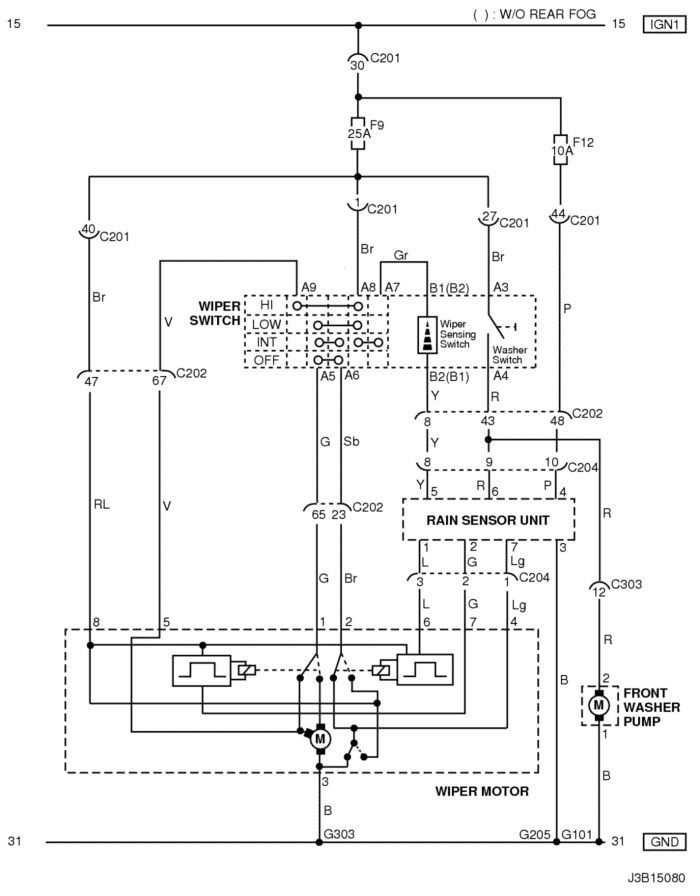 ( ) : W/O REAR FOG
15
15
IGN1
30
C201
25A
F9
10A
F12
40
C201
1
C201
27
C201
44
C201
Br
Br
Br
Gr
P
V
WIPER SWITCH
A9
A8
A7
B1(B2)
A3
HI
LOW
INT
OFF
Wiper Sensing Switch
Washer Switch
A5
A6
B2(B1)
A4
47
67
C202
Y
R
8
43
48
C202
G
Sb
Y
8
9
10
C204
Y
5
R
6
P
4
RL
V
65
23
C202
RAIN SENSOR UNIT
R
1
2
7
3
L
G
Lg
3
2
1
C204
G
Br
L
G
Lg
C303
12
R
8
5
1
2
6
7
4
B
2
M
FRONT WASHER PUMP
1
M
3
WIPER MOTOR
B
B
31
G303
G205
G101
31
GND
J3B15080